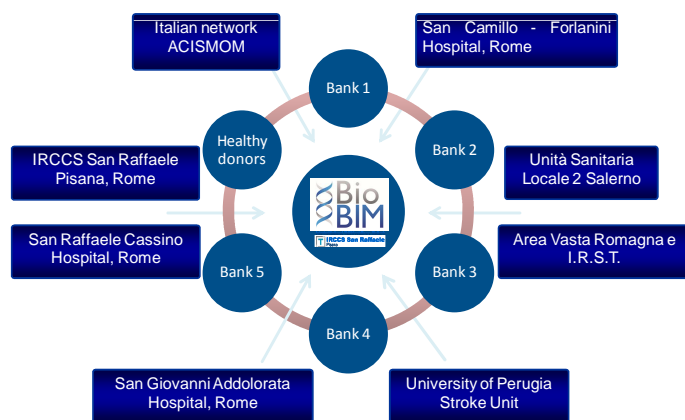 Italian network
ACISMOM
San Camillo - Forlanini
Hospital, Rome
Bank 1
Healthy
donors
Bank 2
IRCCS San Raffaele
Pisana, Rome
Unità Sanitaria
Locale 2 Salerno
Bio
BIM
IRCCS San Raffaele
San Raffaele Cassino
Hospital, Rome
Area Vasta Romagna e
I.R.S.T.
Bank 5
Bank 3
Bank 4
San Giovanni Addolorata
Hospital, Rome
University of Perugia
Stroke Unit